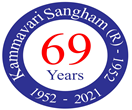 Kammavari Sangham (R) - 1952
69
Years
1952 - 2021